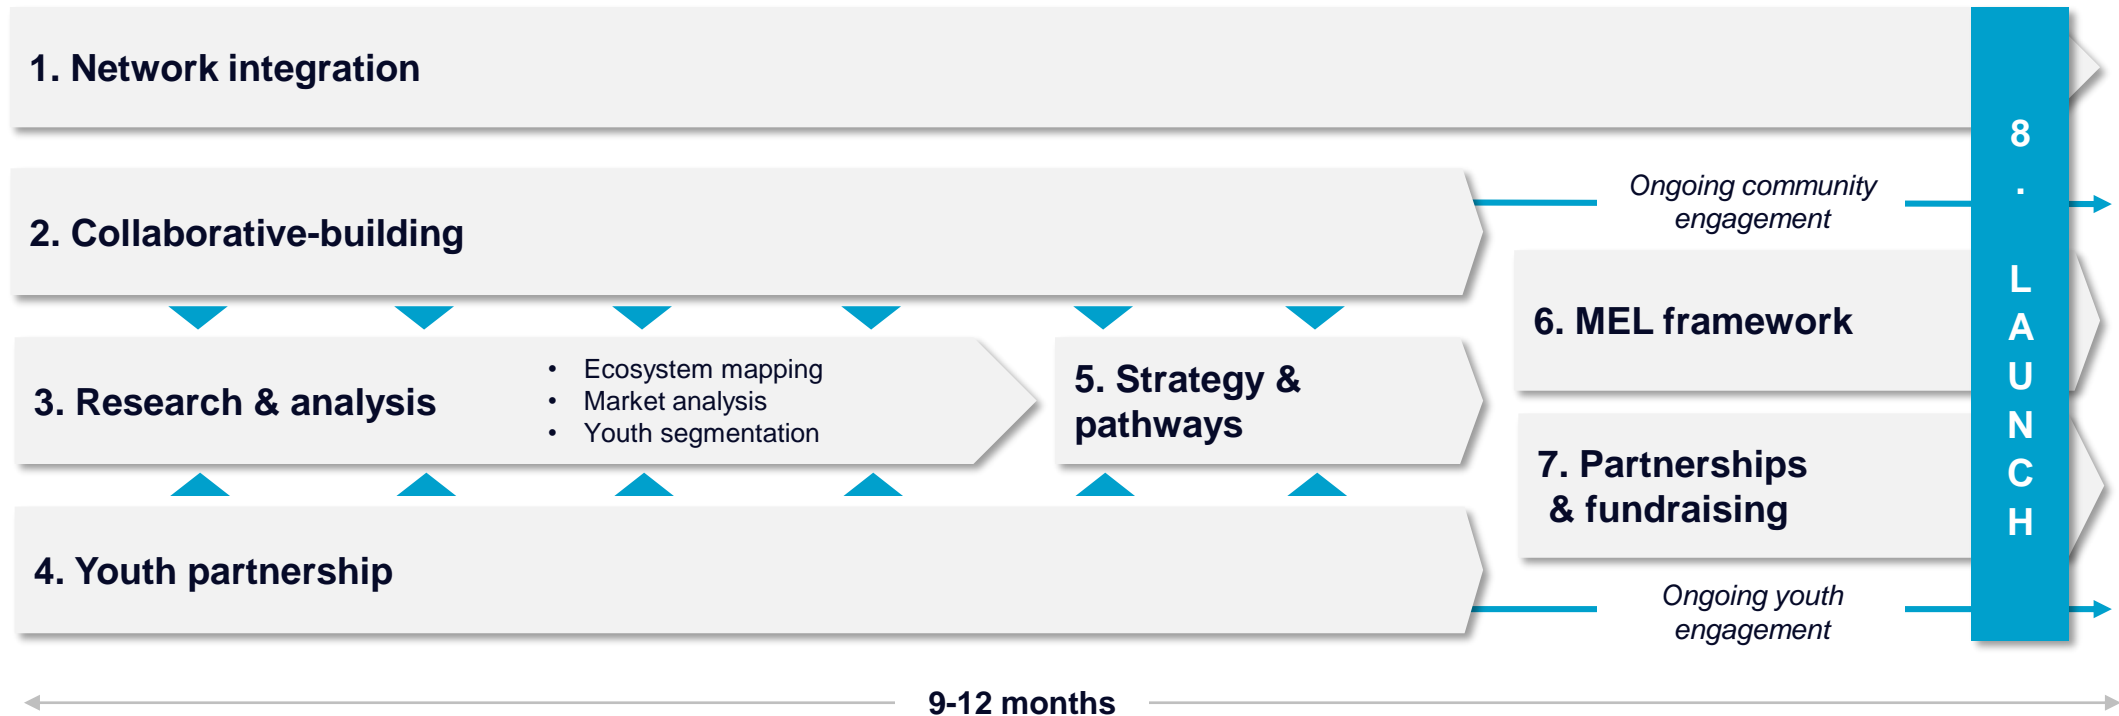 1. Network integration
2. Collaborative-building
Ongoing community
engagement
3. Research & analysis
• Ecosystem mapping
• Market analysis
• Youth segmentation
5. Strategy &
pathways
4. Youth partnership
6. MEL framework
7. Partnerships
& fundraising
Ongoing youth
engagement
8
.
L
A
U
N
C
H
9-12 months